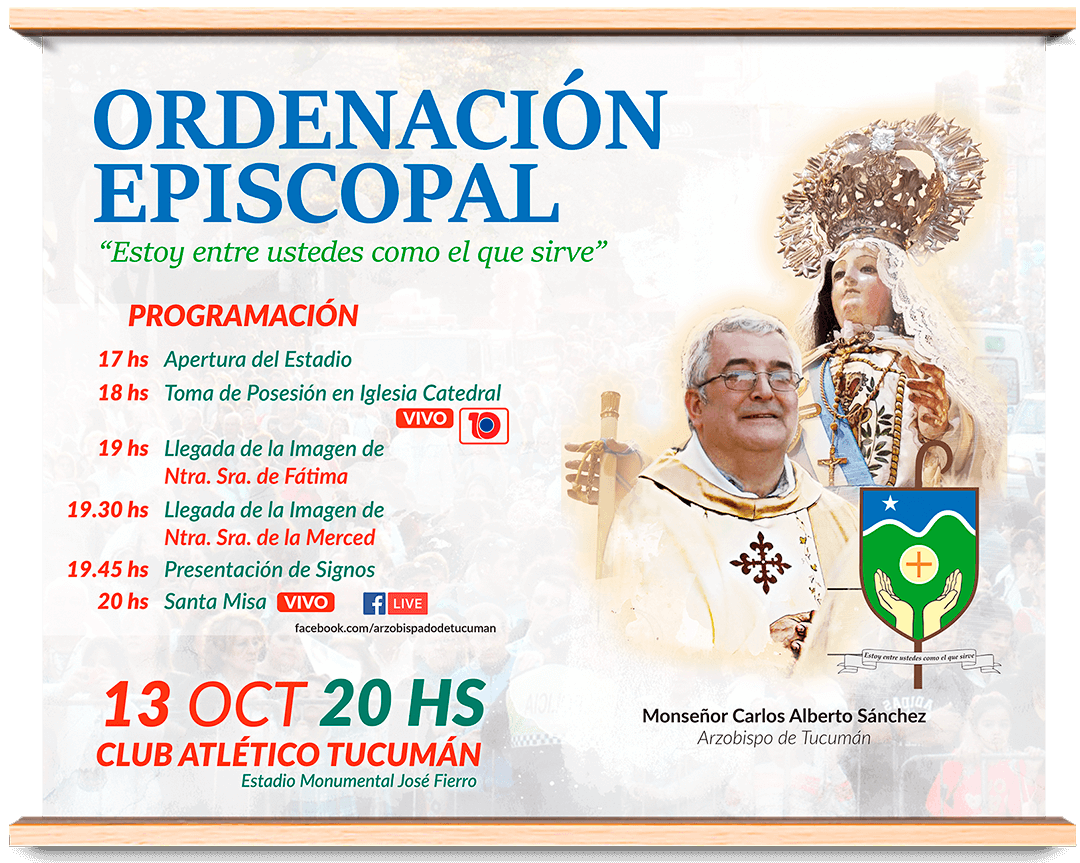 ORDENACIÓN
EPISCOPAL
“Estoy entre ustedes como el que sirve”
PROGRAMACIÓN
17 hs Apertura del Estadio
18 hs Toma de Posesión en Iglesia Catedral
VIVO 10
19 hs Llegada de la Imagen de
Ntra. Sra. de Fátima
19.30 hs Llegada de la Imagen de
Ntra. Sra. de la Merced
19.45 hs Presentación de Signos
20 hs Santa Misa VIVO f LIVE
facebook.com/arzobispadodetucuman
13 OCT 20 HS
CLUB ATLÉTICO TUCUMÁN
Estadio Monumental José Fierro
Estoy entre ustedes como el que sirve
Monseñor Carlos Alberto Sánchez
Arzobispo de Tucumán